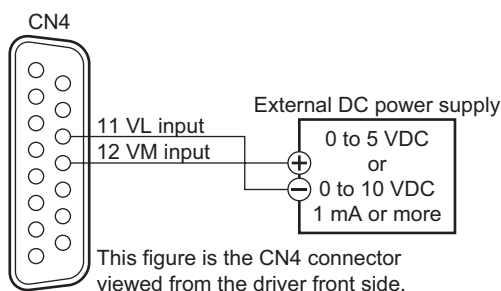 CN4
11 VL input
12 VM input
External DC power supply
0 to 5 VDC
or
0 to 10 VDC
1 mA or more
+
−
This figure is the CN4 connector
viewed from the driver front side.